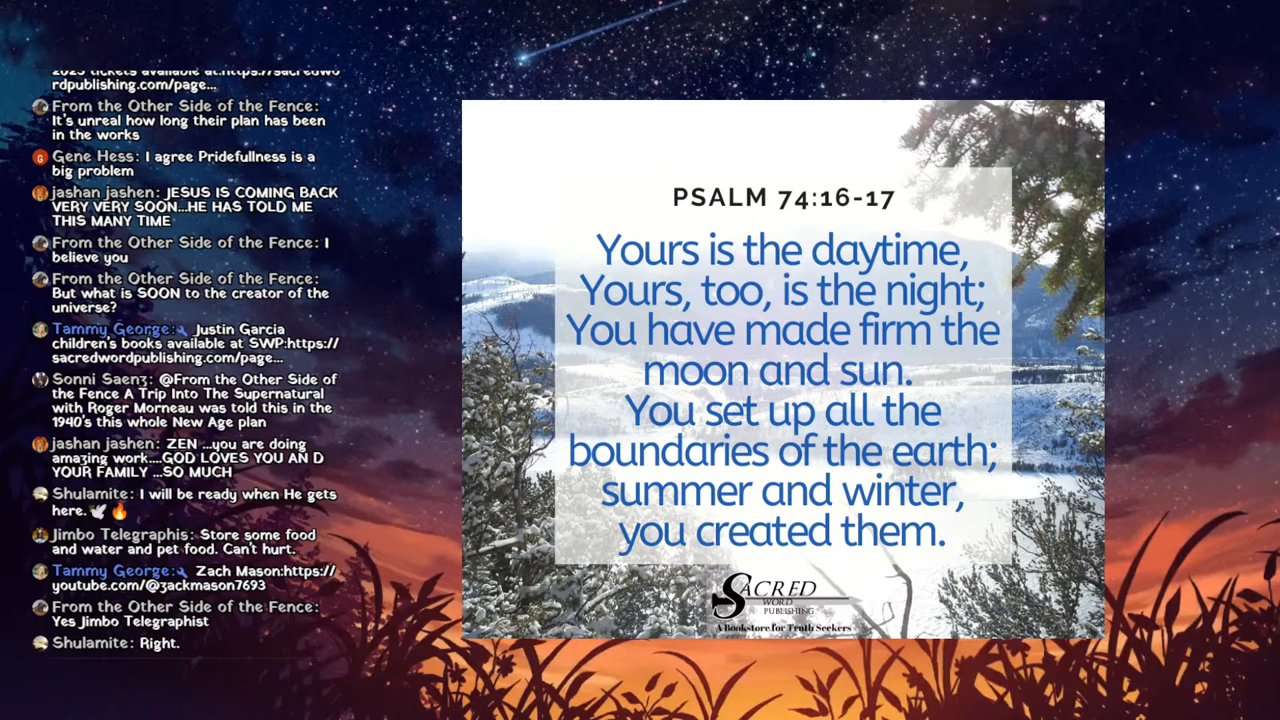 2025 tickets available at:https://sacredwo
rdpublishing.com/page...
From the Other Side of the Fence:
It's unreal how long their plan has been
in the works
Gene Hess: I agree Pridefullness is a
big problem
jashan jashen: JESUS IS COMING BACK
VERY VERY SOON...HE HAS TOLD ME
THIS MANY TIME
From the Other Side of the Fence: I
believe you
From the Other Side of the Fence:
But what is SOON to the creator of the
universe?
Tammy George: Justin Garcia
children's books available at SWP:https://
sacredwordpublishing.com/page...
Sonni Saenz: @From the Other Side of
the Fence A Trip Into The Supernatural
with Roger Morneau was told this in the
1940's this whole New Age plan
jashan jashen: ZEN ...you are doing
amazing work....GOD LOVES YOU AN D
YOUR FAMILY ...SO MUCH
Shulamite: I will be ready when He gets
here.🕊🔥
Jimbo Telegraphis: Store some food
and water and pet food. Can't hurt.
Tammy George: Zach Mason:https://
youtube.com/@zackmason7693
From the Other Side of the Fence:
Yes Jimbo Telegraphist
Shulamite: Right.
G
PSALM 74:16-17
Yours is the daytime,
Yours, too, is the night;
You have made firm the
moon and sun.
You set up all the
boundaries of the earth;
summer and winter,
you created them.
SACRED
WORD
PUBLISHING
A Bookstore for Truth Seekers